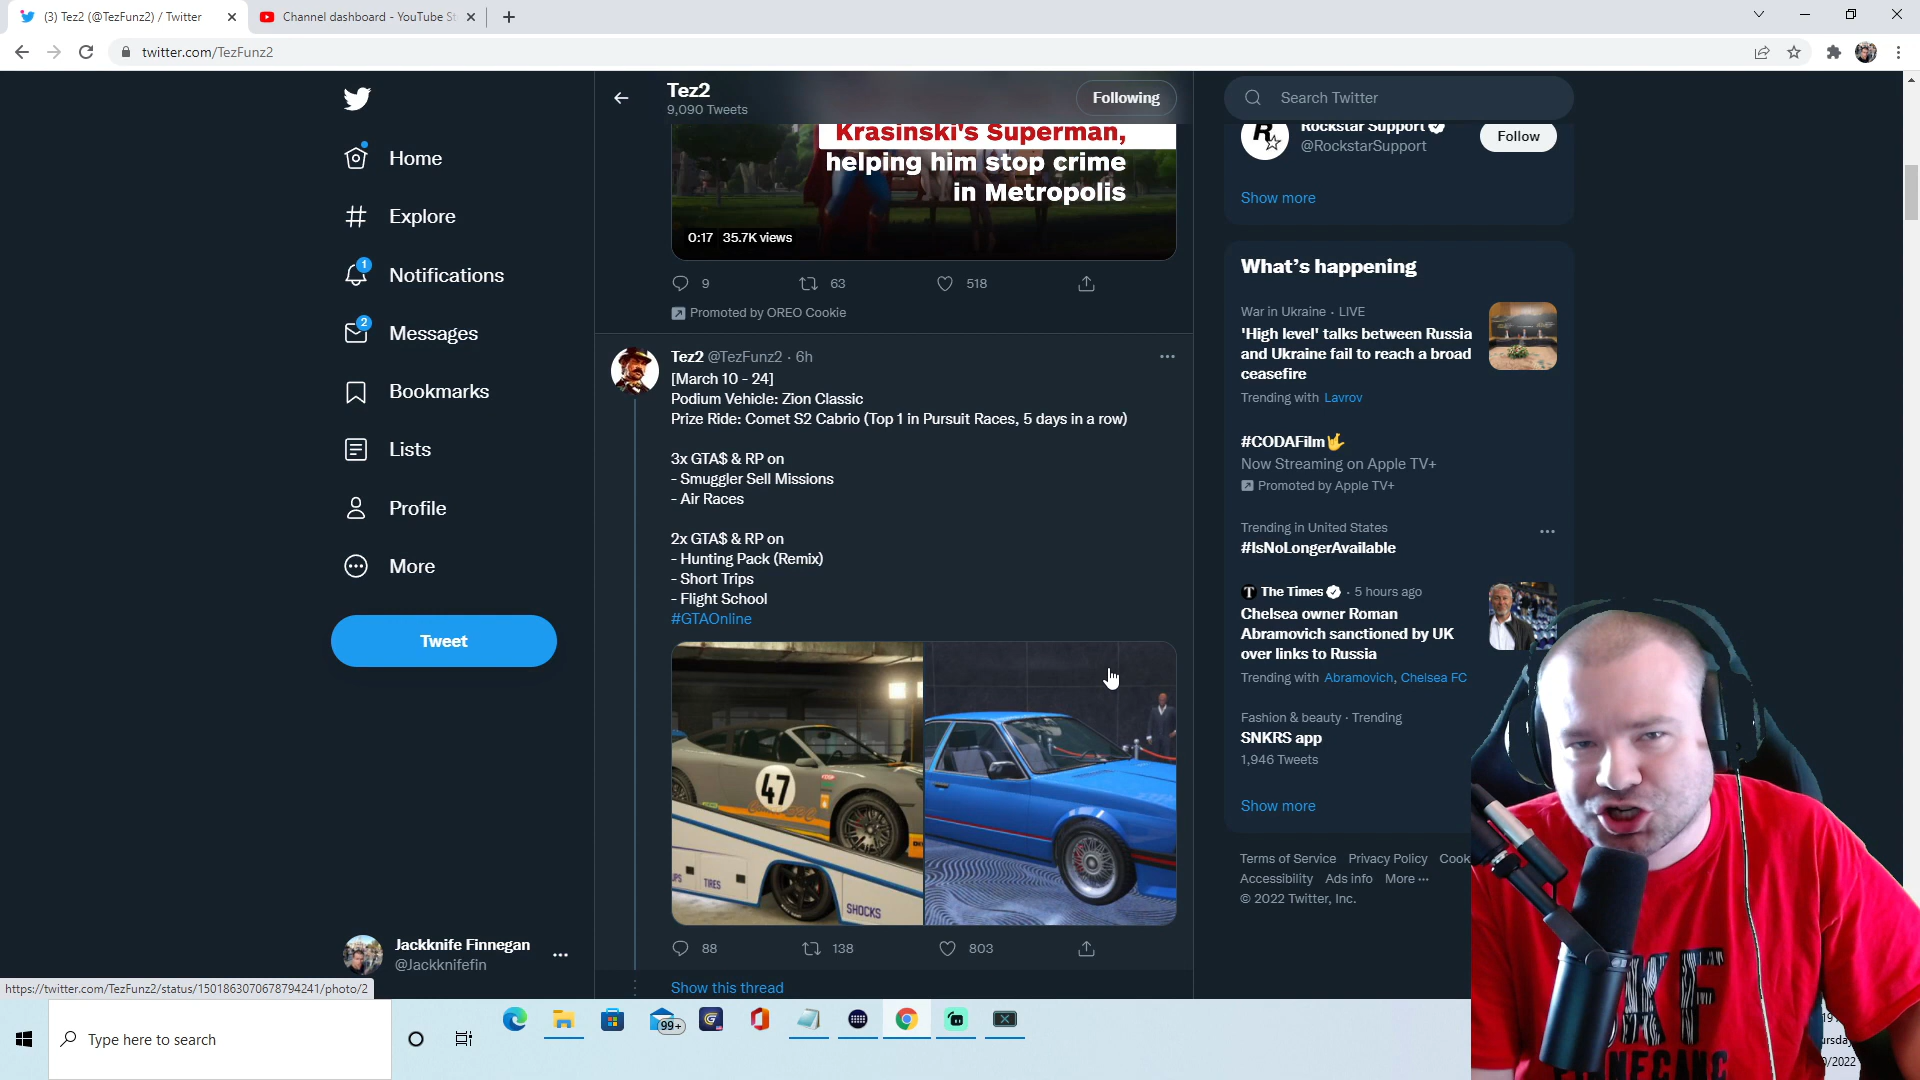 (3) Tez2 (@TezFunz2) / Twitter
Channel dashboard - YouTube St
twitter.com/TezFunz2
Home
Explore
1
Notifications
2
Messages
Bookmarks
Lists
Profile
More
Tweet
Jackknife Finnegan
@Jackknifefin
https://twitter.com/TezFunz2/status/1501863070678794241/photo/2
Tez2
9,090 Tweets
Following
Krasinski's Superman,
helping him stop crime
in Metropolis
0:17 35.7K views
9 63 518
Promoted by OREO Cookie
Tez2 @TezFunz2 · 6h
[March 10 - 24]
Podium Vehicle: Zion Classic
Prize Ride: Comet S2 Cabrio (Top 1 in Pursuit Races, 5 days in a row)
3x GTA$ & RP on
- Smuggler Sell Missions
- Air Races
2x GTA$ & RP on
- Hunting Pack (Remix)
- Short Trips
- Flight School
#GTAOnline
47
TIRES
SHOCKS
88 138 803
Show this thread
Search Twitter
Rockstar Support
@RockstarSupport
Follow
Show more
What's happening
War in Ukraine · LIVE
'High level' talks between Russia
and Ukraine fail to reach a broad
ceasefire
Trending with Lavrov
#CODAFilm
Now Streaming on Apple TV+
Promoted by Apple TV+
Trending in United States
#IsNoLongerAvailable
The Times · 5 hours ago
Chelsea owner Roman
Abramovich sanctioned by UK
over links to Russia
Trending with Abramovich, Chelsea FC
Fashion & beauty · Trending
SNKRS app
1,946 Tweets
Show more
Terms of Service Privacy Policy Cook
Accessibility Ads info More ···
© 2022 Twitter, Inc.
Type here to search
99+